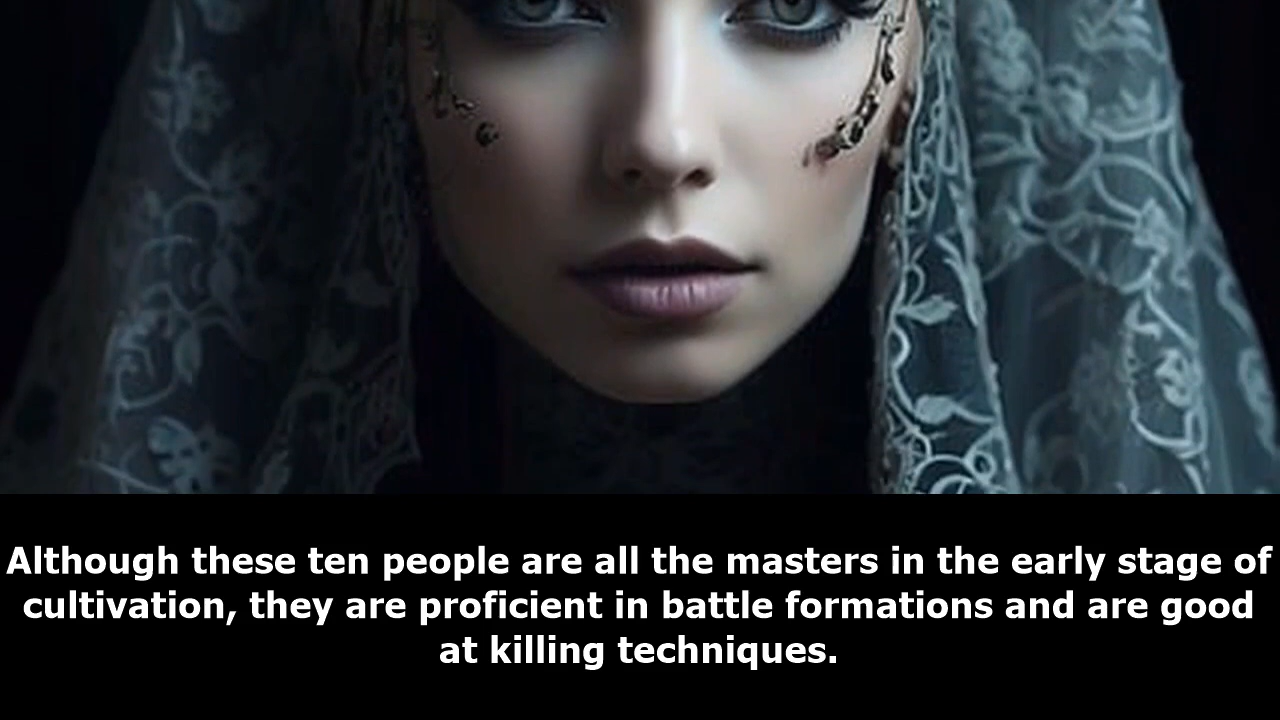 Although these ten people are all the masters in the early stage of
cultivation, they are proficient in battle formations and are good
at killing techniques.